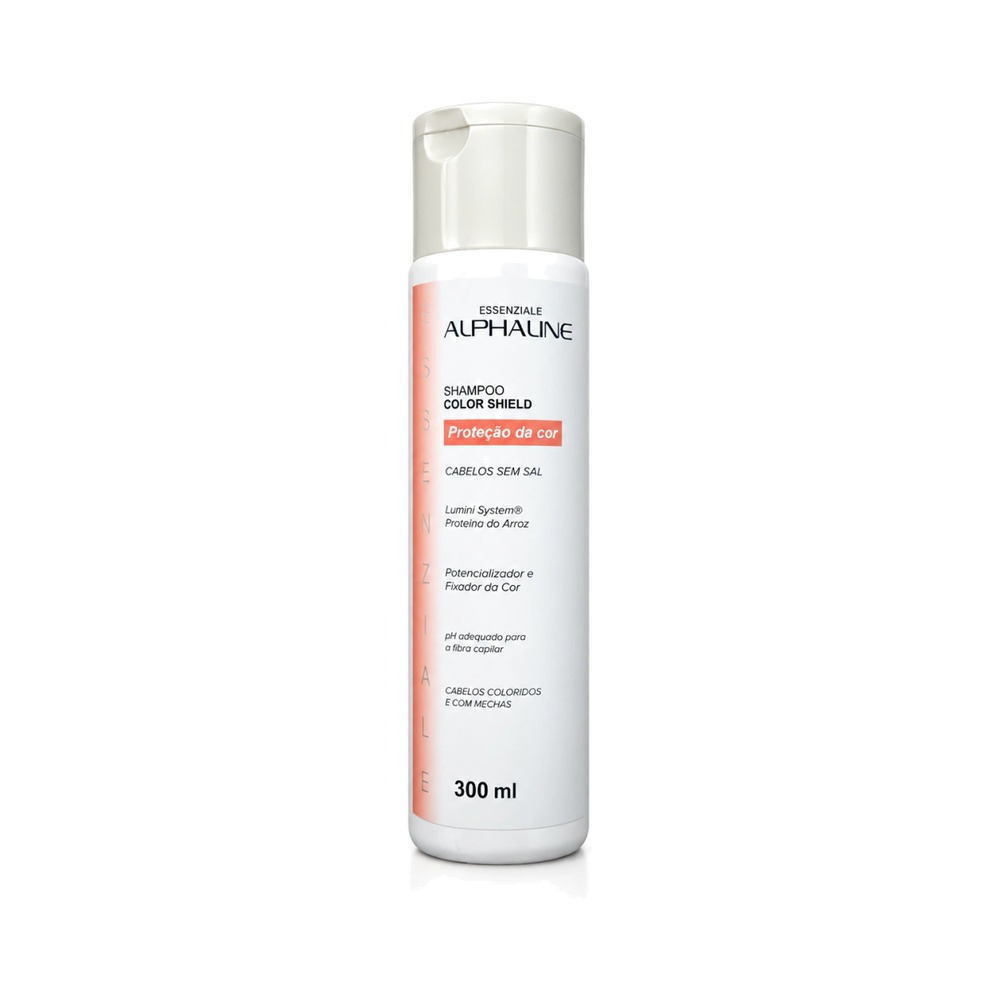 ESSENZIALE
ALPHALINE
SHAMPOO
COLOR SHIELD
Proteção da cor
CABELOS SEM SAL
Lumini System®
Proteína do Arroz
Potencializador e
Fixador da Cor
pH adequado para
a fibra capilar
CABELOS COLORIDOS
E COM MECHAS
300 ml
ESSENZIALE